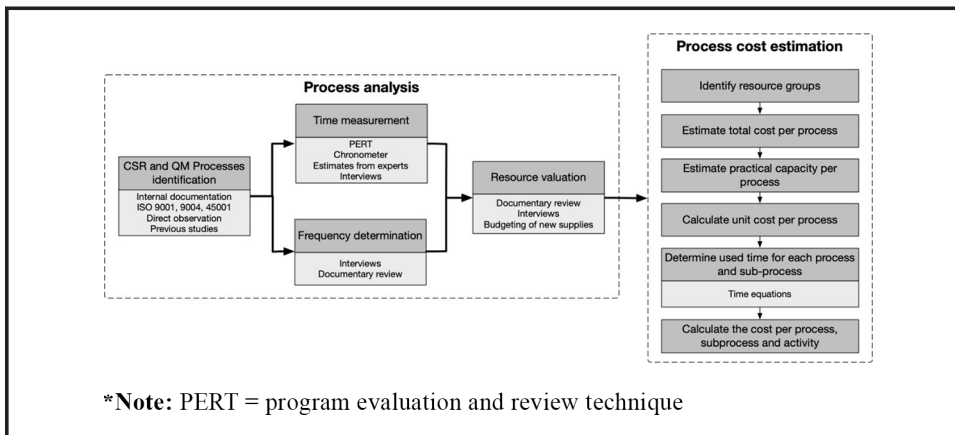 Process analysis
CSR and QM Processes
identification
Internal documentation
ISO 9001, 9004, 45001
Direct observation
Previous studies
Time measurement
PERT
Chronometer
Estimates from experts
Interviews
Frequency determination
Interviews
Documentary review
Resource valuation
Documentary review
Interviews
Budgeting of new supplies
Process cost estimation
Identify resource groups
Estimate total cost per process
Estimate practical capacity per
process
Calculate unit cost per process
Determine used time for each process
and sub-process
Time equations
Calculate the cost per process,
subprocess and activity
*Note: PERT = program evaluation and review technique